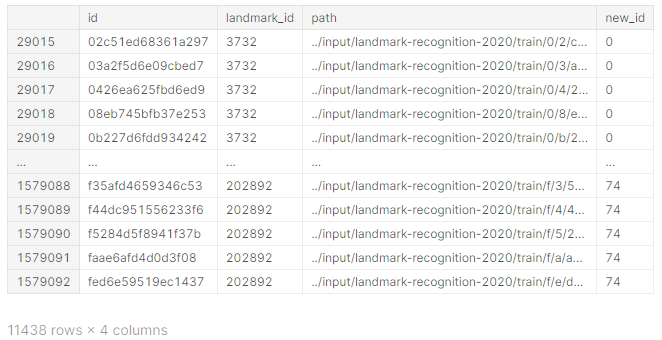 id landmark_id path new_id
29015 02c51ed68361a297 3732 ../input/landmark-recognition-2020/train/0/2/c... 0
29016 03a2f5d6e09cbed7 3732 ../input/landmark-recognition-2020/train/0/3/a... 0
29017 0426ea625fbd6ed9 3732 ../input/landmark-recognition-2020/train/0/4/2... 0
29018 08eb745bfb37e253 3732 ../input/landmark-recognition-2020/train/0/8/e... 0
29019 0b227d6fdd934242 3732 ../input/landmark-recognition-2020/train/0/b/2... 0
... ... ... ... ...
1579088 f35afd4659346c53 202892 ../input/landmark-recognition-2020/train/f/3/5... 74
1579089 f44dc951556233f6 202892 ../input/landmark-recognition-2020/train/f/4/4... 74
1579090 f5284d5f8941f37b 202892 ../input/landmark-recognition-2020/train/f/5/2... 74
1579091 faae6afd4d0d3f08 202892 ../input/landmark-recognition-2020/train/f/a/a... 74
1579092 fed6e59519ec1437 202892 ../input/landmark-recognition-2020/train/f/e/d... 74
11438 rows × 4 columns